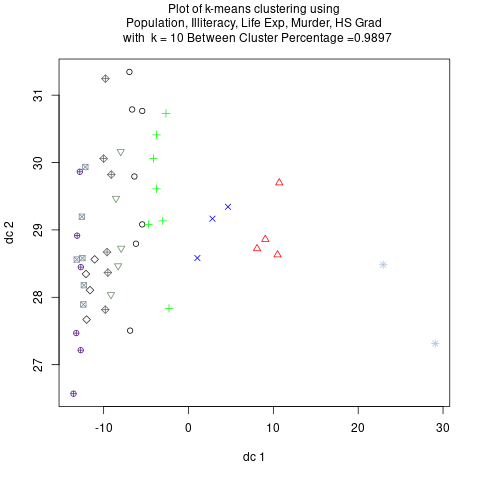 Plot of k-means clustering using
Population, Illiteracy, Life Exp, Murder, HS Grad
with k = 10 Between Cluster Percentage =0.9897
31
30
29
28
27
dc 2
-10 0 10 20 30
dc 1